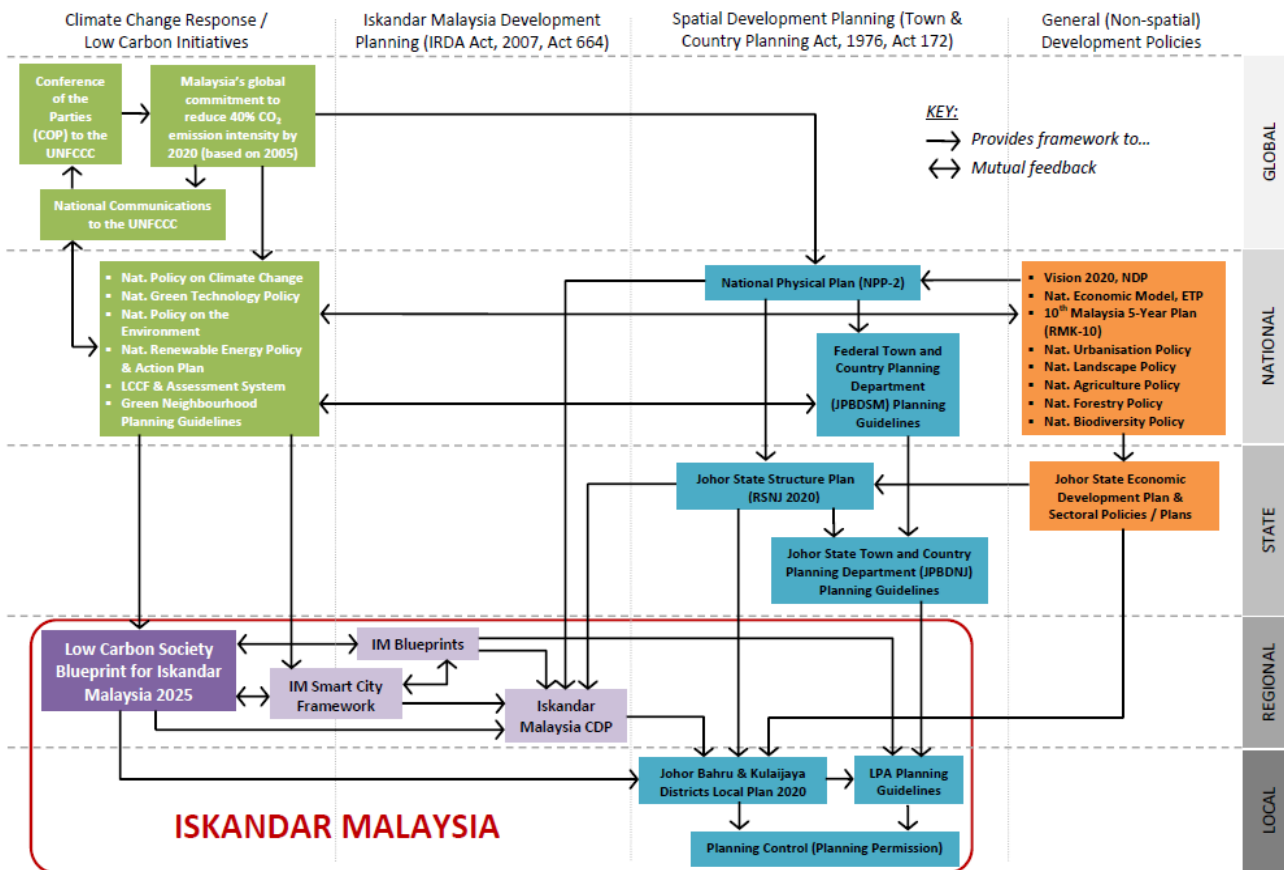 Climate Change Response /
Low Carbon Initiatives
Iskandar Malaysia Development
Planning (IRDA Act, 2007, Act 664)
Spatial Development Planning (Town &
Country Planning Act, 1976, Act 172)
General (Non-spatial)
Development Policies
Conference
of the
Parties
(COP) to the
UNFCCC
Malaysia's global
commitment to
reduce 40% CO₂
emission intensity by
2020 (based on 2005)
National Communications
to the UNFCCC
KEY:
Provides framework to...
Mutual feedback
GLOBAL
▪ Nat. Policy on Climate Change
▪ Nat. Green Technology Policy
▪ Nat. Policy on the
Environment
▪ Nat. Renewable Energy Policy
& Action Plan
▪ LCCF & Assessment System
▪ Green Neighbourhood
Planning Guidelines
National Physical Plan (NPP-2)
Federal Town and
Country Planning
Department
(JPBDSM) Planning
Guidelines
▪ Vision 2020, NDP
▪ Nat. Economic Model, ETP
▪ 10th Malaysia 5-Year Plan
(RMK-10)
▪ Nat. Urbanisation Policy
▪ Nat. Landscape Policy
▪ Nat. Agriculture Policy
▪ Nat. Forestry Policy
▪ Nat. Biodiversity Policy
NATIONAL
Johor State Structure Plan
(RSNJ 2020)
Johor State Economic
Development Plan &
Sectoral Policies / Plans
Johor State Town and Country
Planning Department (JPBDNJ)
Planning Guidelines
STATE
Low Carbon Society
Blueprint for Iskandar
Malaysia 2025
IM Blueprints
IM Smart City
Framework
Iskandar
Malaysia CDP
REGIONAL
Johor Bahru & Kulaijaya
Districts Local Plan 2020
LPA Planning
Guidelines
ISKANDAR MALAYSIA
Planning Control (Planning Permission)
LOCAL